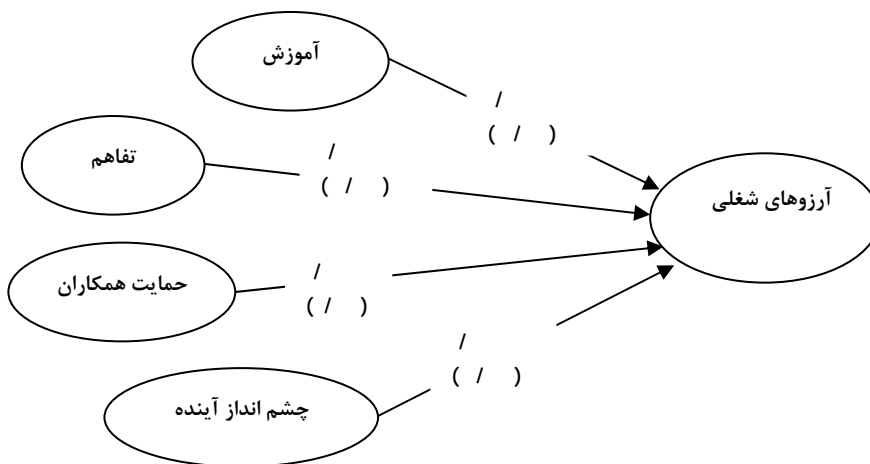 آموزش
/
( / )
تفاهم
/
( / )
آرزوهای شغلی
حمایت همکاران
/
( / )
چشم انداز آینده
/
( / )